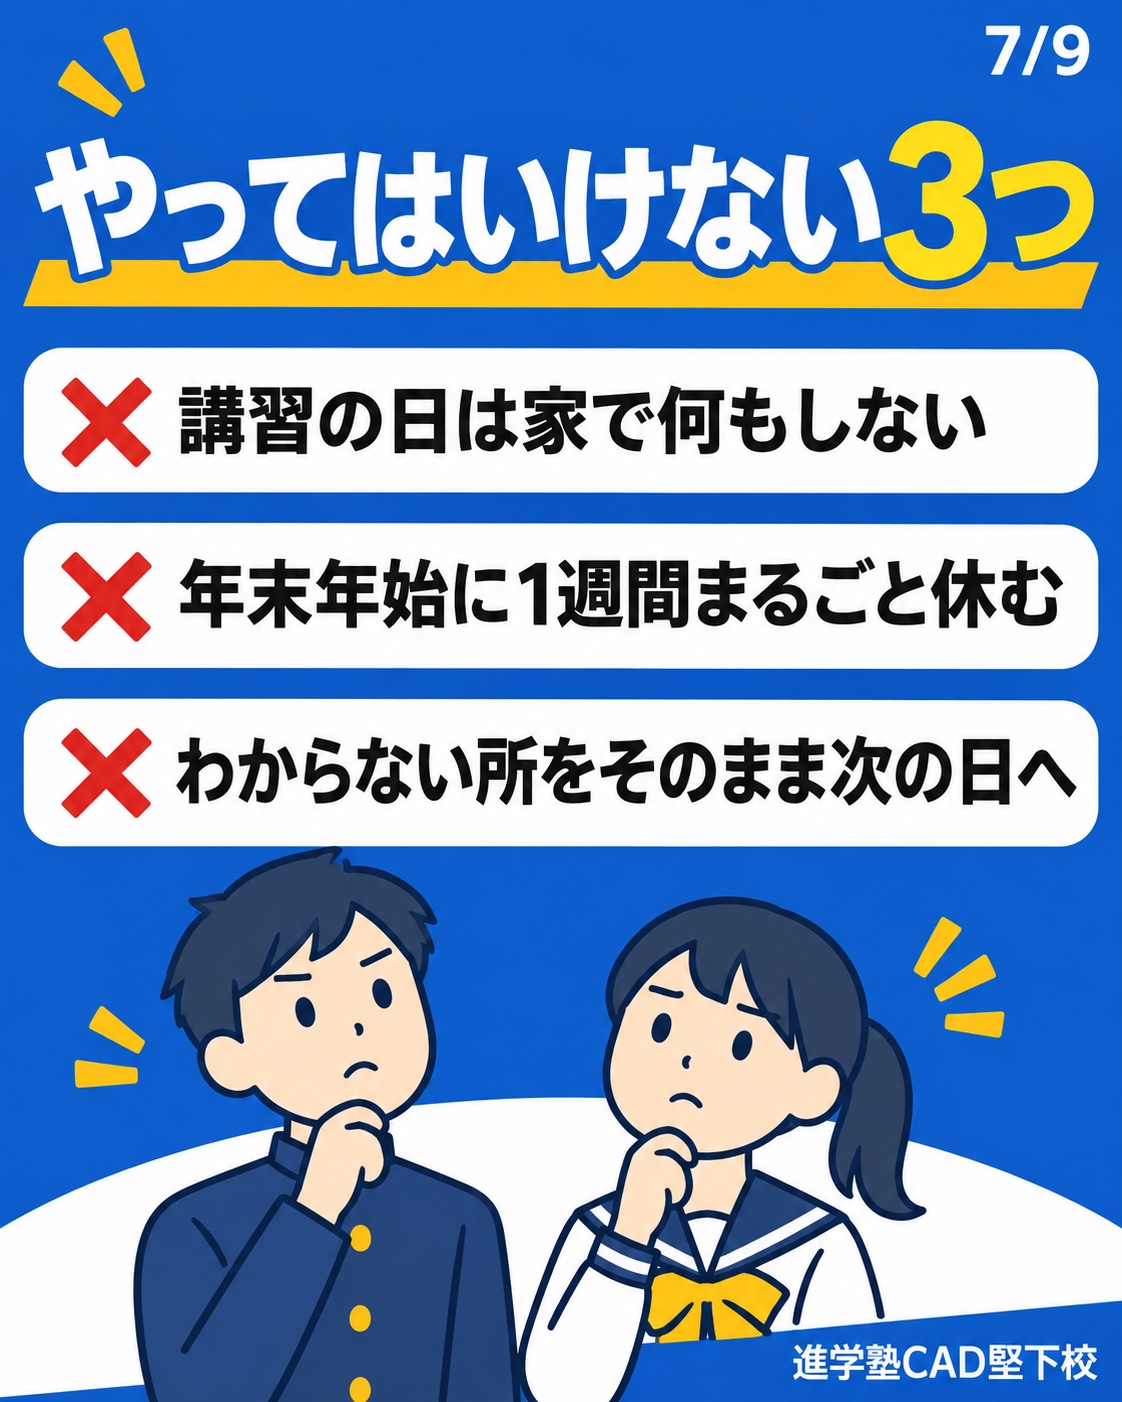 7/9
やってはいけない3つ
講習の日は家で何もしない
年末年始に1週間まるごと休む
わからない所をそのまま次の日へ
進学塾CAD堅下校